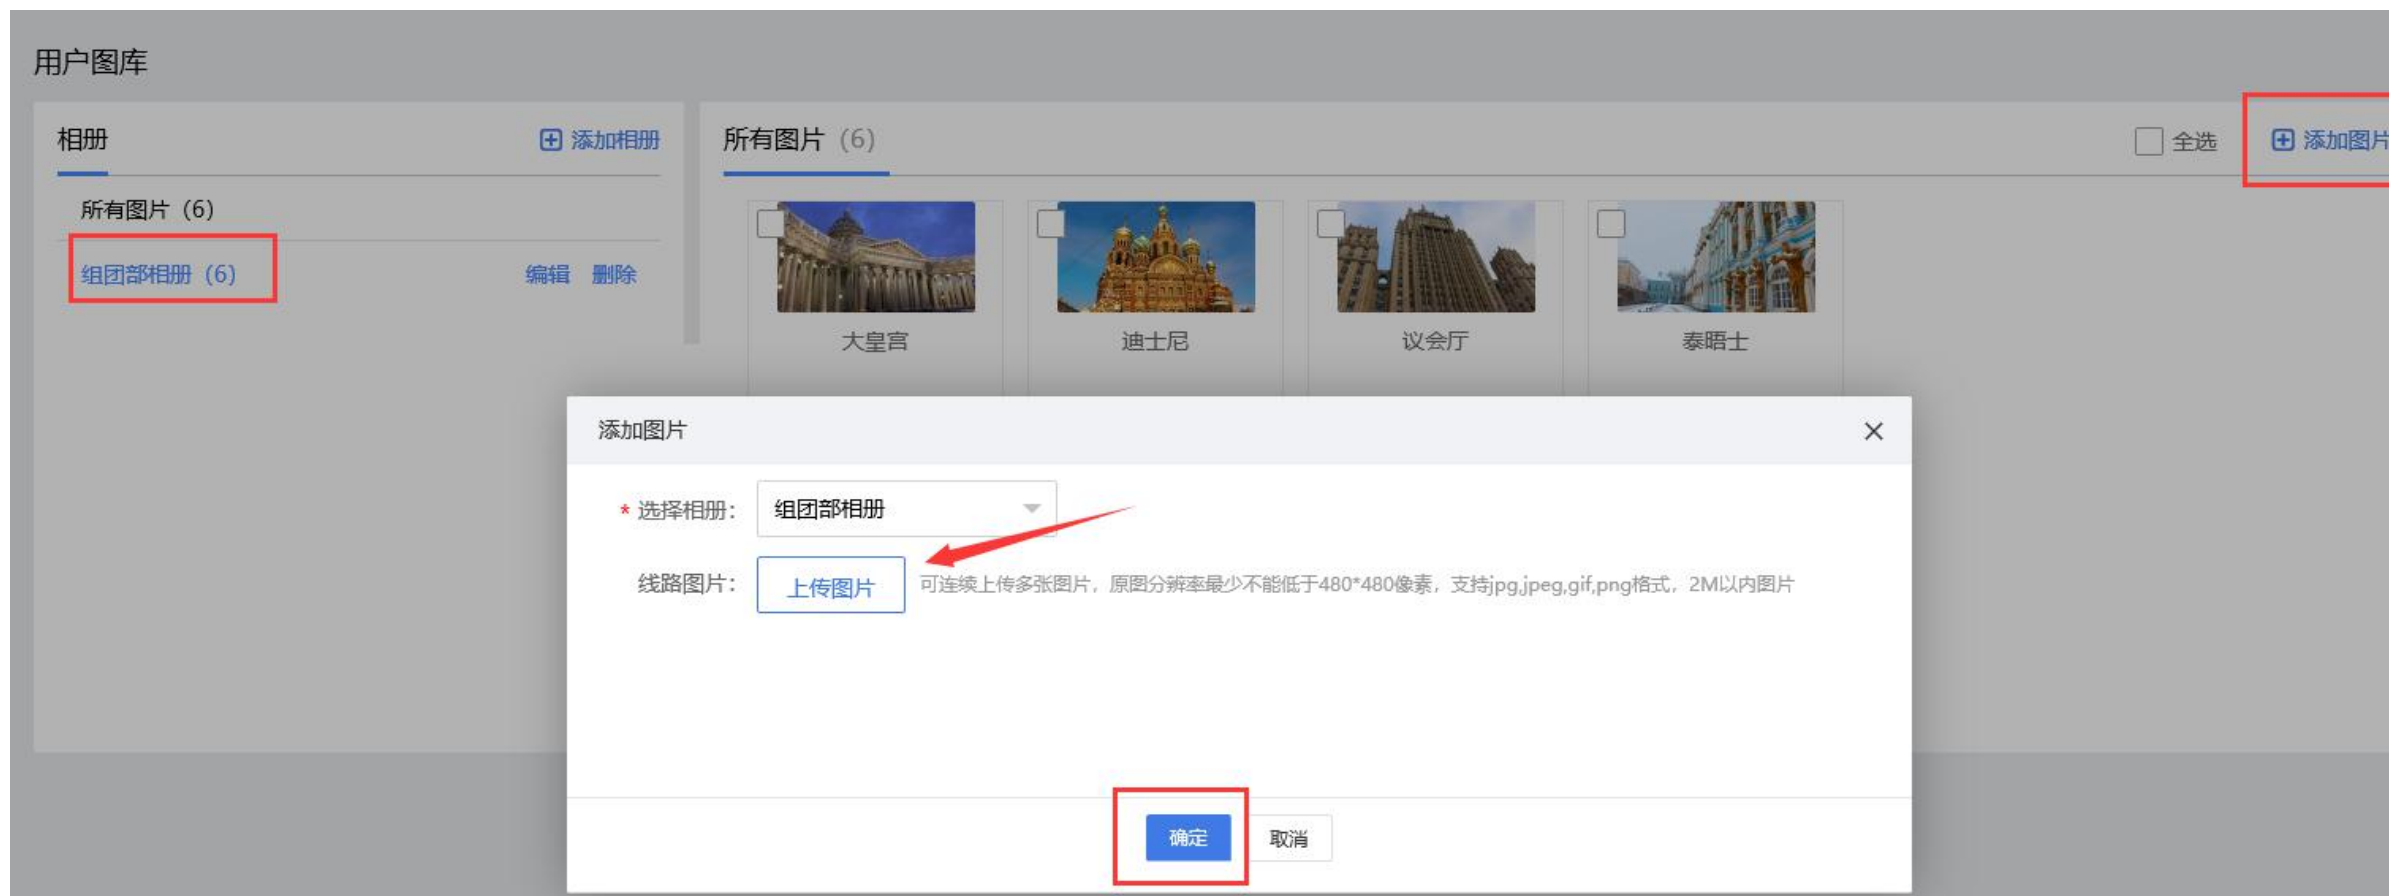 用户图库
相册
添加相册
所有图片 (6)
组团部相册 (6)
编辑 删除
所有图片 (6)
全选
添加图片
大皇宫
迪士尼
议会厅
泰晤士
添加图片
* 选择相册:
组团部相册
线路图片:
上传图片
可连续上传多张图片，原图分辨率最少不能低于480*480像素，支持jpg,jpeg,gif,png格式，2M以内图片
确定
取消